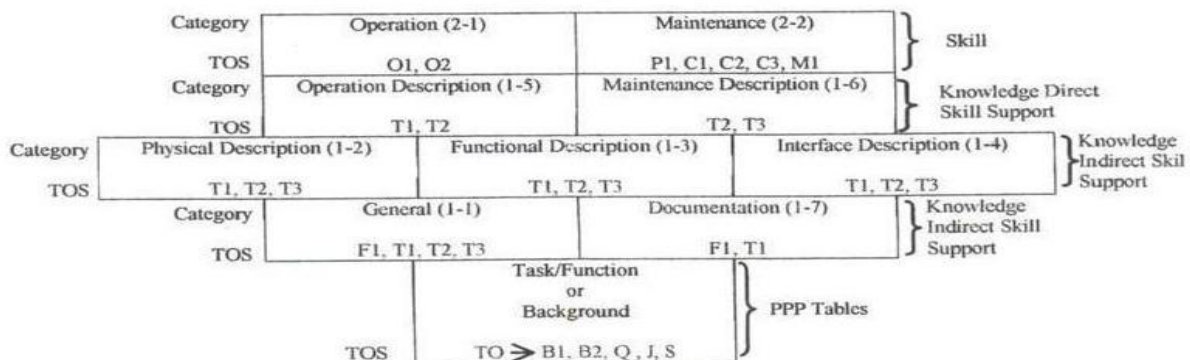 Category Operation (2-1) Maintenance (2-2)
Skill
TOS O1, O2 P1, C1, C2, C3, M1
Category Operation Description (1-5) Maintenance Description (1-6)
Knowledge Direct
Skill Support
TOS T1, T2 T2, T3
Category Physical Description (1-2) Functional Description (1-3) Interface Description (1-4)
Knowledge
Indirect Skil
Support
TOS T1, T2, T3 T1, T2, T3 T1, T2, T3
Category General (1-1) Documentation (1-7)
Knowledge
Indirect Skill
Support
TOS F1, T1, T2, T3 F1, T1
Task/Function
or
Background
PPP Tables
TOS TO → B1, B2, Q , J, S